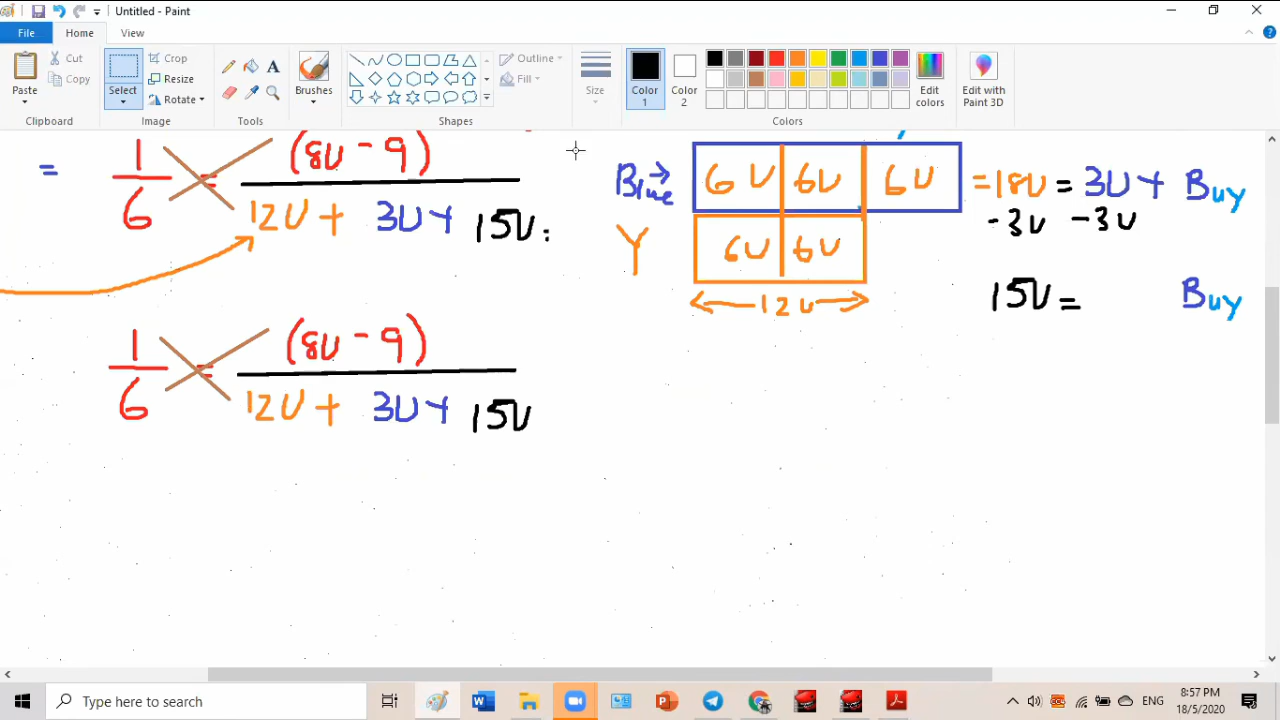 Untitled - Paint
File Home View
Cut
Copy
Paste
Clipboard
Select
Crop
Resize
Rotate
Image
A
Tools
Brushes
Outline
Fill
Shapes
Size
Color 1
Color 2
Edit colors
Edit with Paint 3D
Colors
= 1/6 = (8U - 9) / 12U + 3U + 15U :
Blue → 6U 6U 6U = 18U = 3U + Buy
-3U -3U
Y 6U 6U
12U
15U = Buy
1/6 = (8U - 9) / 12U + 3U + 15U
Type here to search
ENG
8:57 PM
18/5/2020